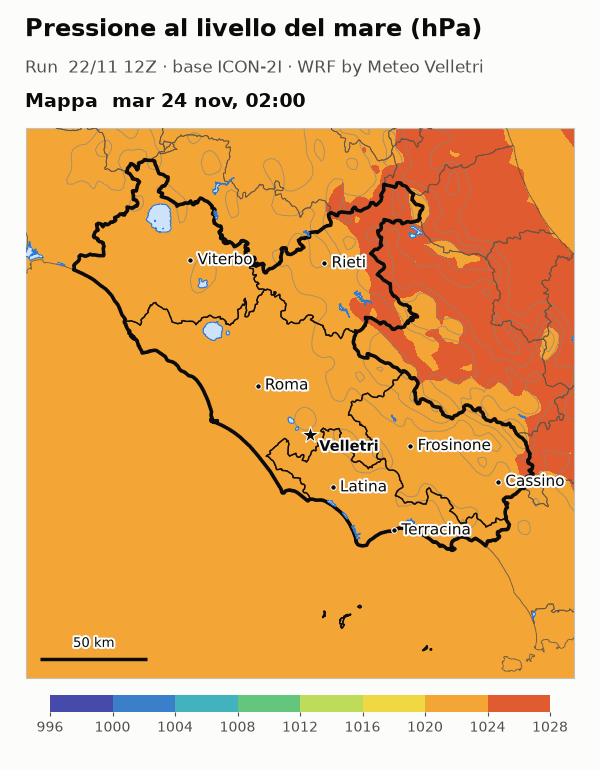 Pressione al livello del mare (hPa)
Run  22/11 12Z · base ICON-2I · WRF by Meteo Velletri
Mappa  mar 24 nov, 02:00
Viterbo
Rieti
Roma
Velletri
Frosinone
Latina
Cassino
Terracina
50 km
996 1000 1004 1008 1012 1016 1020 1024 1028